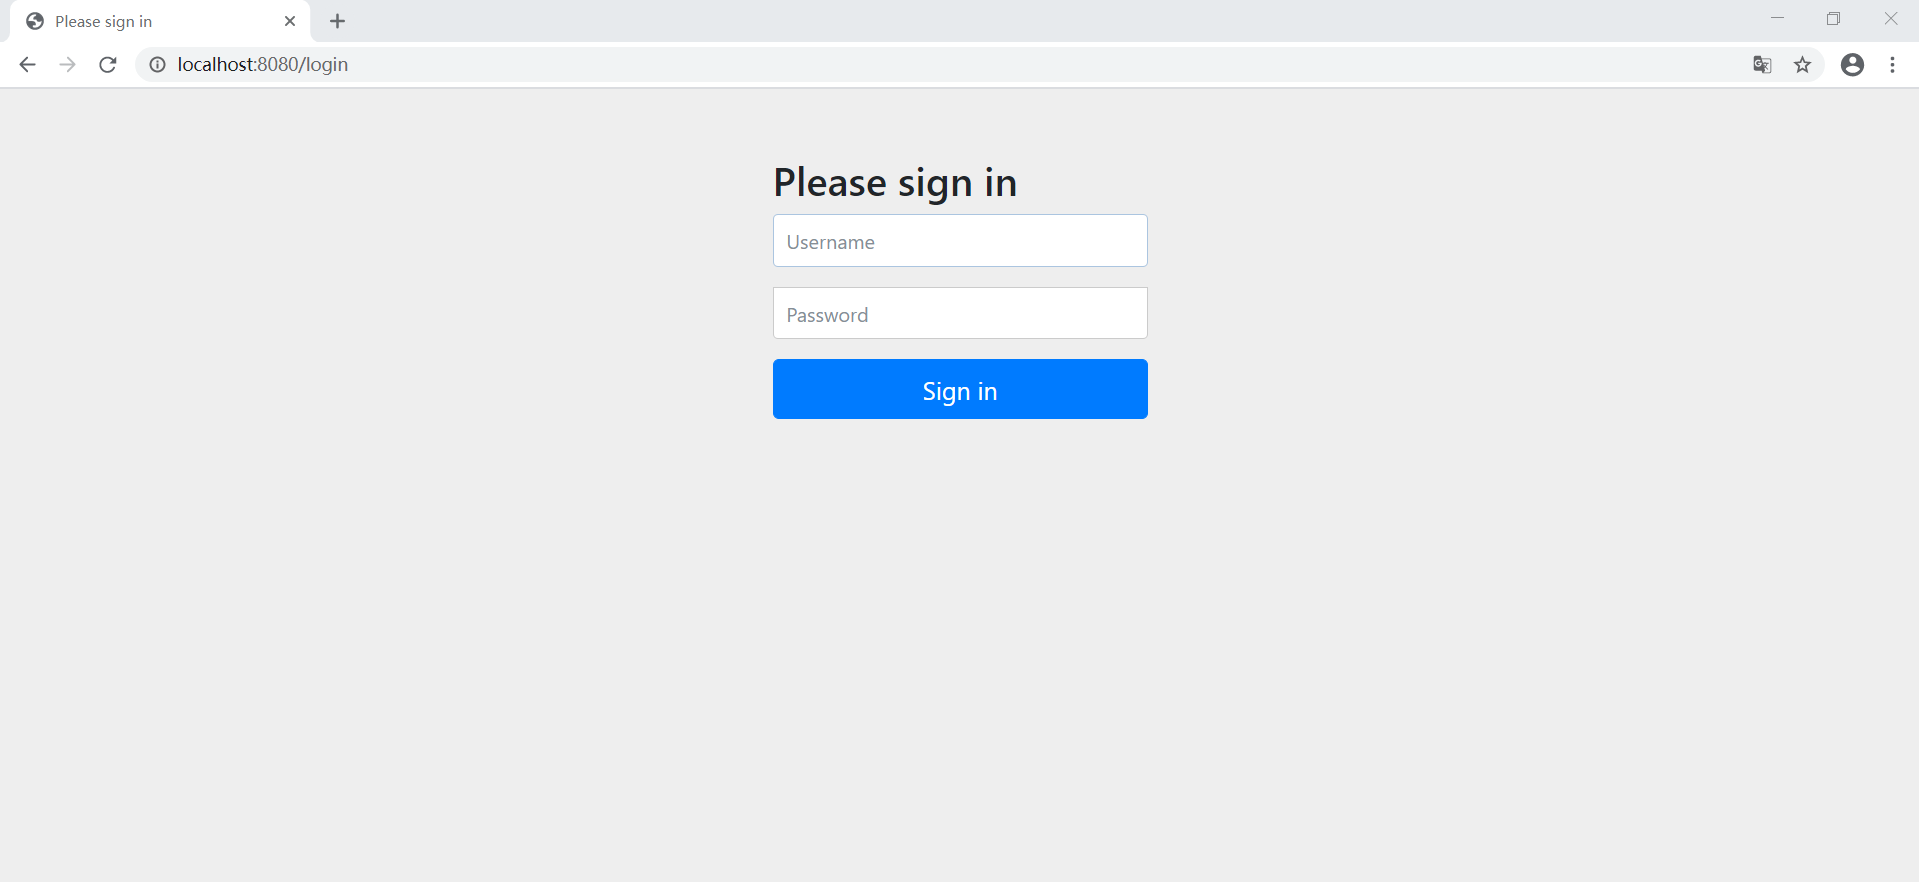 Please sign in
localhost:8080/login
Please sign in
Username
Password
Sign in